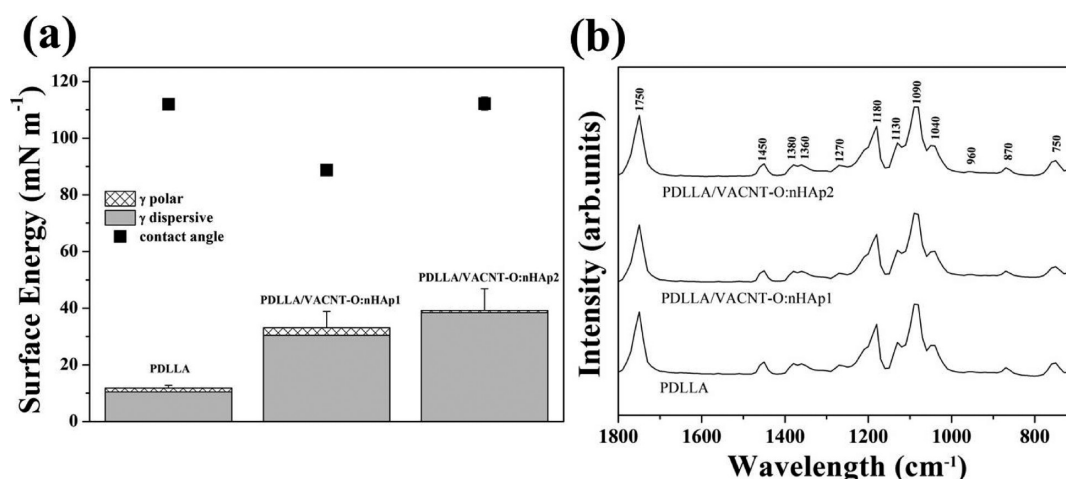 (a)
Surface Energy (mN m⁻¹)
120
100
80
60
40
20
0
γ polar
γ dispersive
contact angle
PDLLA
PDLLA/VACNT-O:nHAp1
PDLLA/VACNT-O:nHAp2
(b)
Intensity (arb.units)
1750
1450
1380
1360
1270
1180
1130
1090
1040
960
870
750
PDLLA/VACNT-O:nHAp2
PDLLA/VACNT-O:nHAp1
PDLLA
1800 1600 1400 1200 1000 800
Wavelength (cm⁻¹)